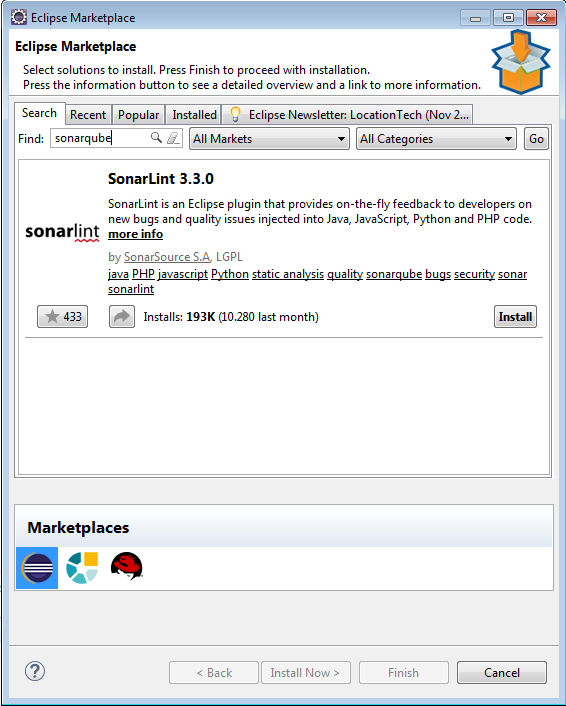 Eclipse Marketplace
Eclipse Marketplace
Select solutions to install. Press Finish to proceed with installation.
Press the information button to see a detailed overview and a link to more information.
Search Recent Popular Installed Eclipse Newsletter: LocationTech (Nov 2...
Find: sonarqube All Markets All Categories Go
SonarLint 3.3.0
SonarLint is an Eclipse plugin that provides on-the-fly feedback to developers on
new bugs and quality issues injected into Java, JavaScript, Python and PHP code.
sonarlint
more info
by SonarSource S.A, LGPL
java PHP javascript Python static analysis quality sonarqube bugs security sonar
sonarlint
433 Installs: 193K (10.280 last month) Install
Marketplaces
? < Back Install Now > Finish Cancel